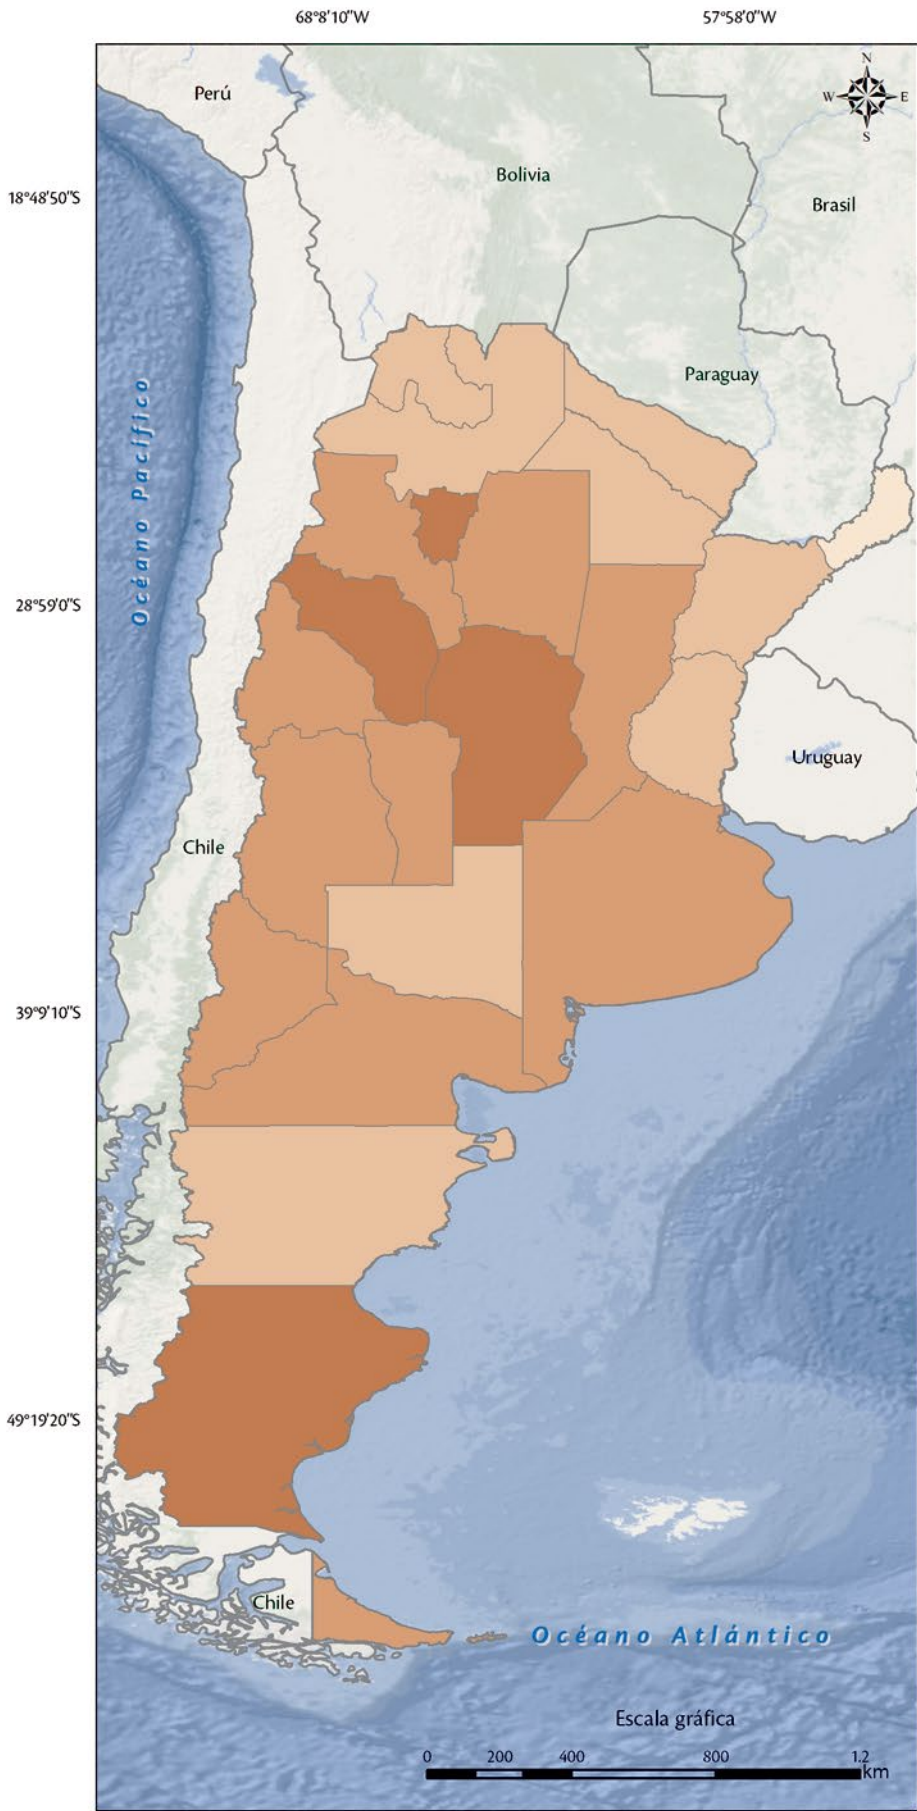 68°8'10"W
57°58'0"W
N
W
E
S
Perú
Bolivia
Brasil
18°48'50"S
Paraguay
Océano Pacífico
28°59'0"S
Uruguay
Chile
39°9'10"S
49°19'20"S
Chile
Océano Atlántico
Escala gráfica
0 200 400 800 1.2
km